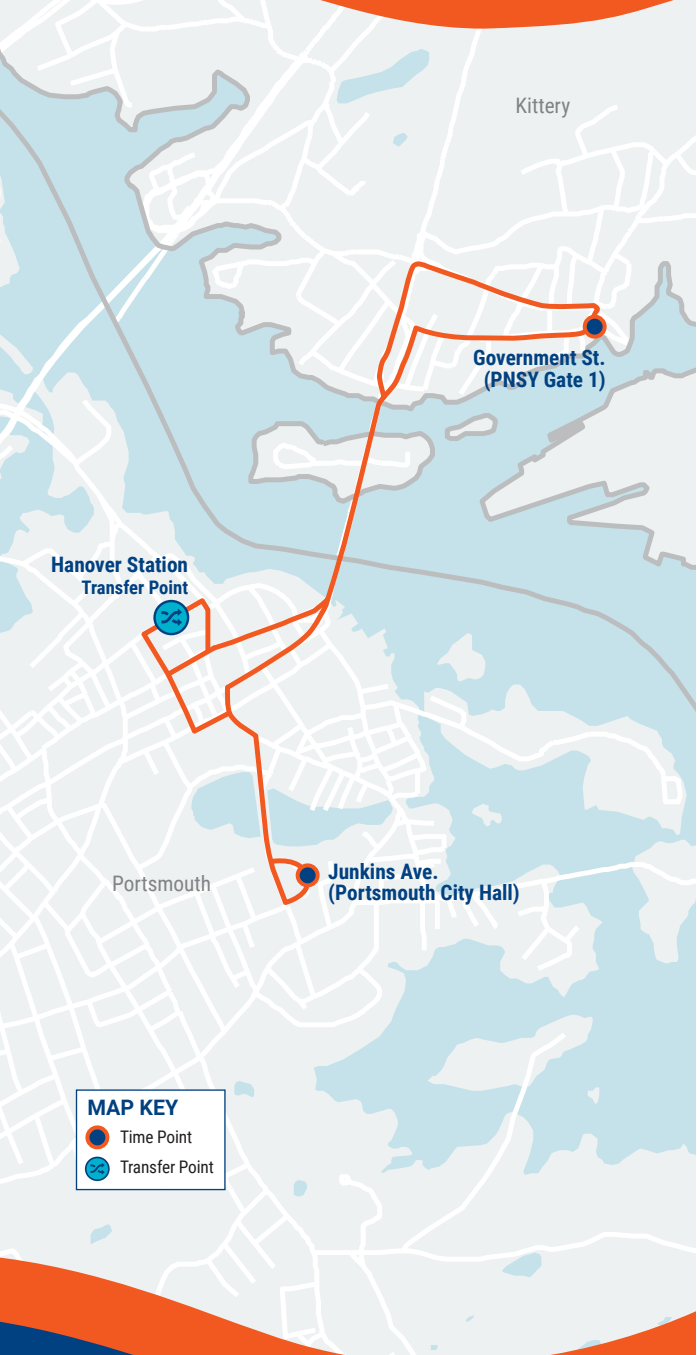 Kittery
Government St.
(PNSY Gate 1)
Hanover Station
Transfer Point
Junkins Ave.
(Portsmouth City Hall)
Portsmouth
MAP KEY
Time Point
Transfer Point